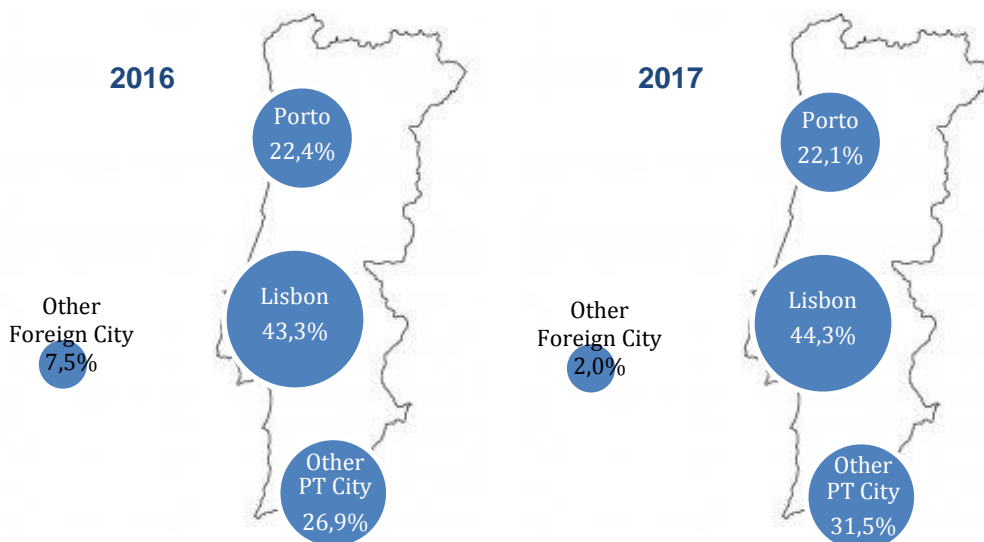 2016
Porto
22,4%
Lisbon
43,3%
Other
Foreign City
7,5%
Other
PT City
26,9%
2017
Porto
22,1%
Lisbon
44,3%
Other
Foreign City
2,0%
Other
PT City
31,5%